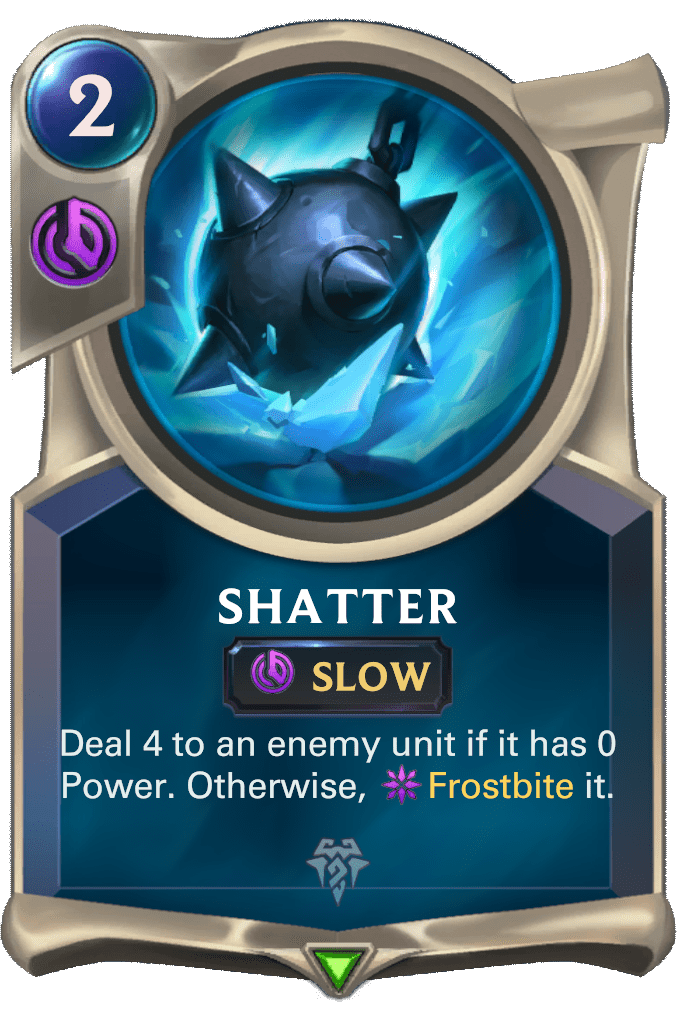 2
SHATTER
SLOW
Deal 4 to an enemy unit if it has 0
Power. Otherwise, Frostbite it.